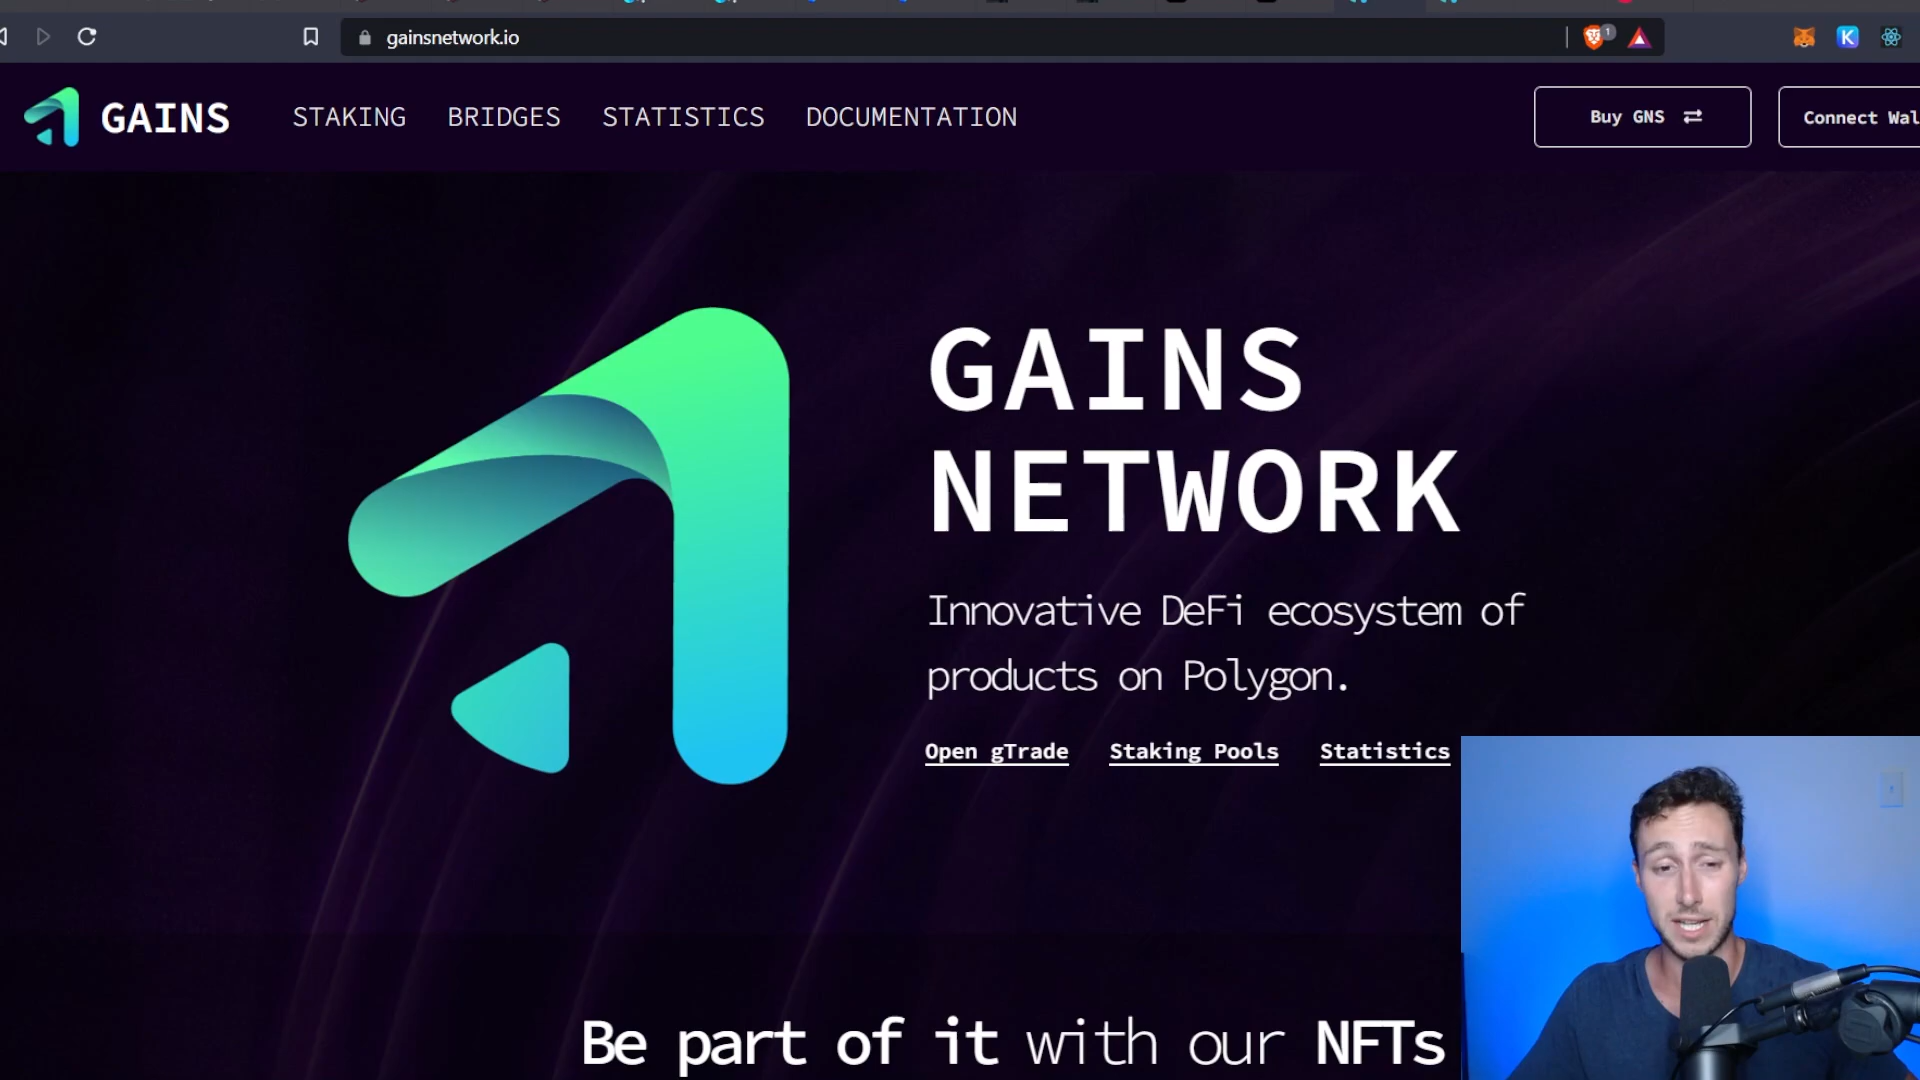 gainsnetwork.io
1
K
GAINS
STAKING
BRIDGES
STATISTICS
DOCUMENTATION
Buy GNS
Connect Wal
GAINS
NETWORK
Innovative DeFi ecosystem of
products on Polygon.
Open gTrade
Staking Pools
Statistics
Be part of it with our NFTs